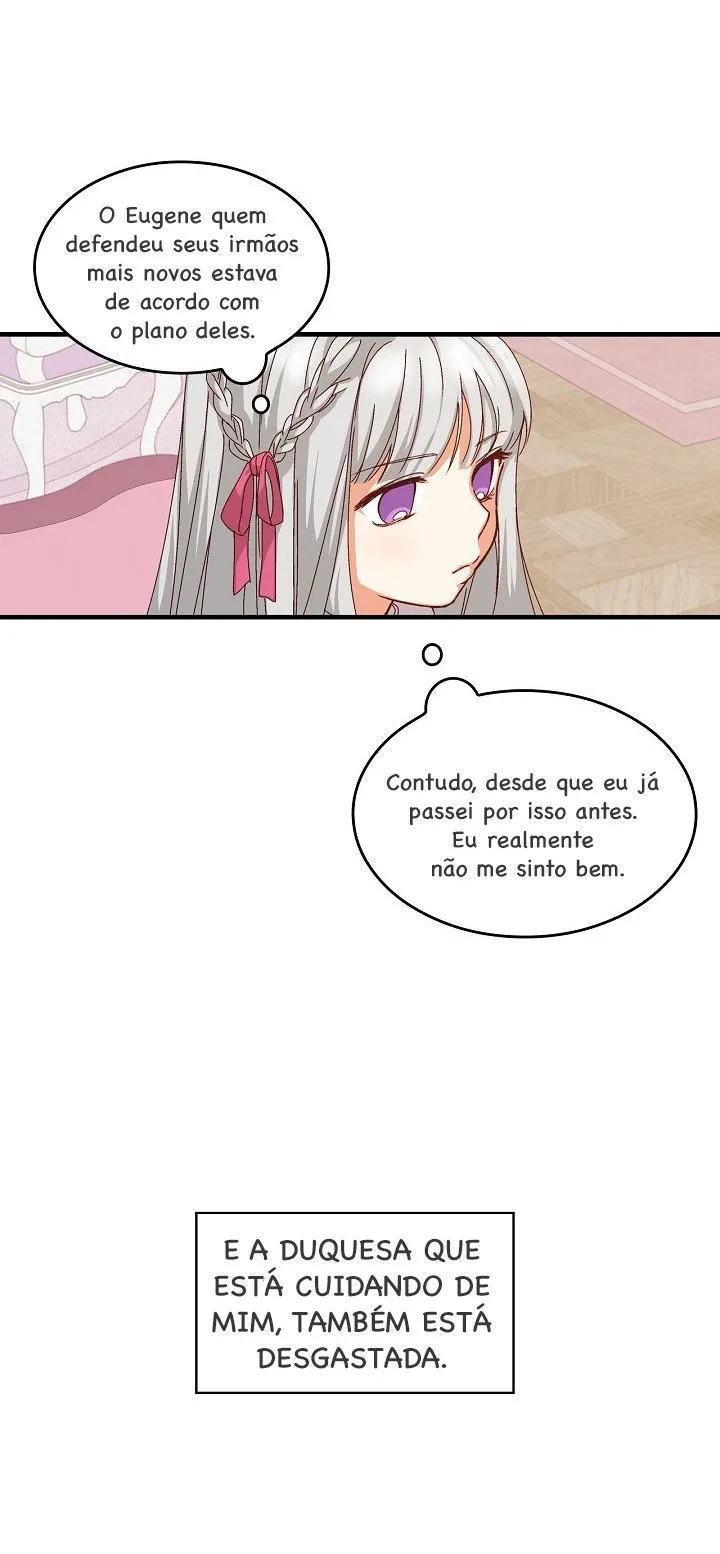 O Eugene quem
defendeu seus irmãos
mais novos estava
de acordo com
o plano deles.
Contudo, desde que eu já
passei por isso antes.
Eu realmente
não me sinto bem.
E A DUQUESA QUE
ESTÁ CUIDANDO DE
MIM, TAMBÉM ESTÁ
DESGASTADA.